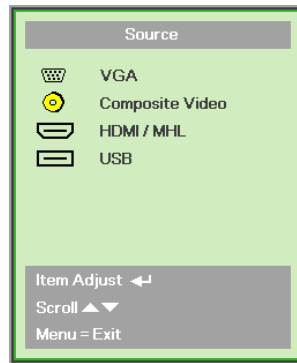 Source
VGA
Composite Video
HDMI / MHL
USB
Item Adjust
Scroll
Menu = Exit